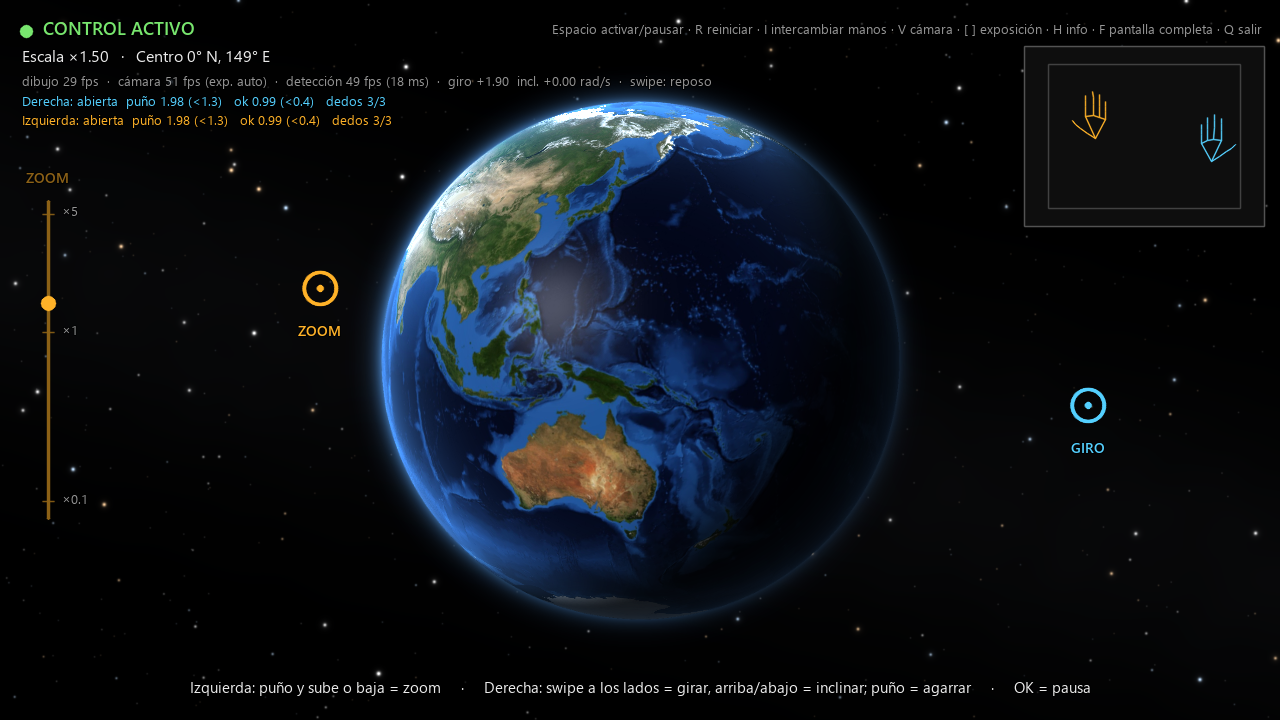 CONTROL ACTIVO
Espacio activar/pausar · R reiniciar · I intercambiar manos · V cámara · [ ] exposición · H info · F pantalla completa · Q salir
Escala ×1.50 · Centro 0° N, 149° E
dibujo 29 fps · cámara 51 fps (exp. auto) · detección 49 fps (18 ms) · giro +1.90 incl. +0.00 rad/s · swipe: reposo
Derecha: abierta puño 1.98 (<1.3) ok 0.99 (<0.4) dedos 3/3
Izquierda: abierta puño 1.98 (<1.3) ok 0.99 (<0.4) dedos 3/3
ZOOM
×5
×1
×0.1
ZOOM
GIRO
Izquierda: puño y sube o baja = zoom · Derecha: swipe a los lados = girar, arriba/abajo = inclinar; puño = agarrar · OK = pausa